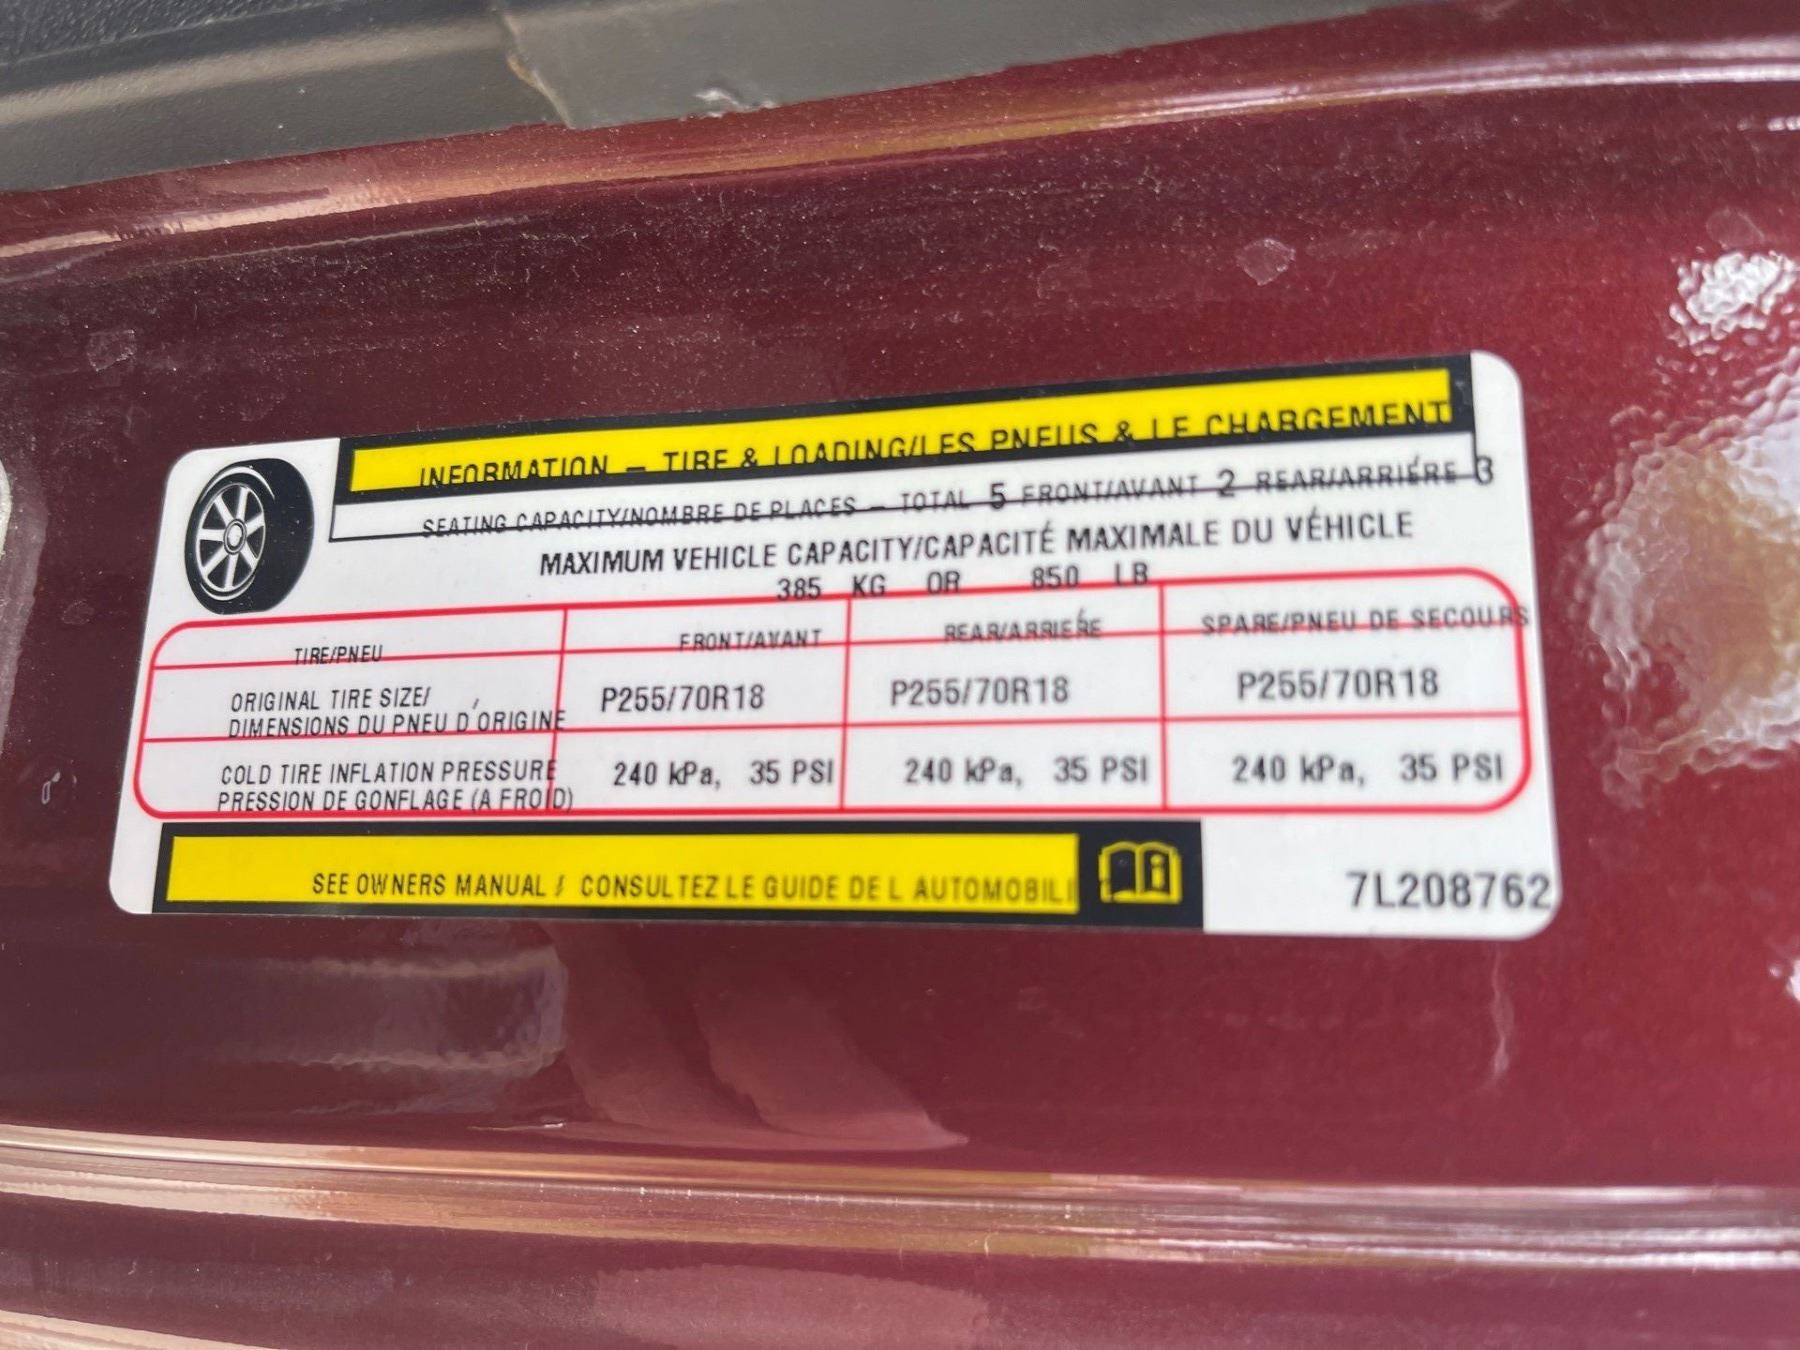 INFORMATION – TIRE & LOADING/LES PNEUS & LE CHARGEMENT
SEATING CAPACITY/NOMBRE DE PLACES – TOTAL 5 FRONT/AVANT 2 REAR/ARRIÉRE 3
MAXIMUM VEHICLE CAPACITY/CAPACITÉ MAXIMALE DU VÉHICLE
385 KG OR 850 LB
TIRE/PNEU FRONT/AVANT REAR/ARRIÉRE SPARE/PNEU DE SECOURS
ORIGINAL TIRE SIZE/
DIMENSIONS DU PNEU D'ORIGINE P255/70R18 P255/70R18 P255/70R18
COLD TIRE INFLATION PRESSURE
PRESSION DE GONFLAGE (A FROID) 240 kPa, 35 PSI 240 kPa, 35 PSI 240 kPa, 35 PSI
SEE OWNERS MANUAL / CONSULTEZ LE GUIDE DE L AUTOMOBILI
7L208762